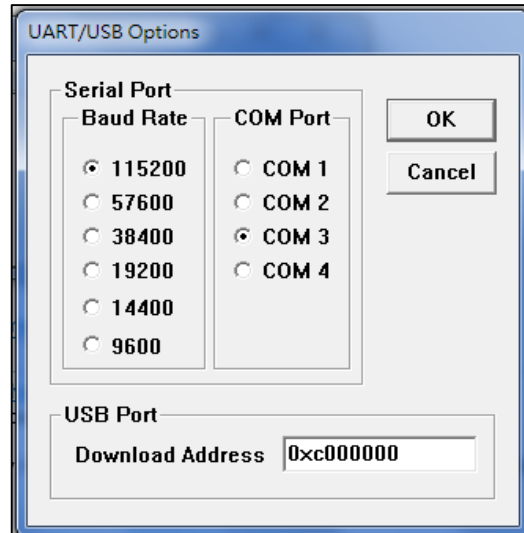 UART/USB Options
Serial Port
Baud Rate
115200
57600
38400
19200
14400
9600
COM Port
COM 1
COM 2
COM 3
COM 4
OK
Cancel
USB Port
Download Address 0xc000000